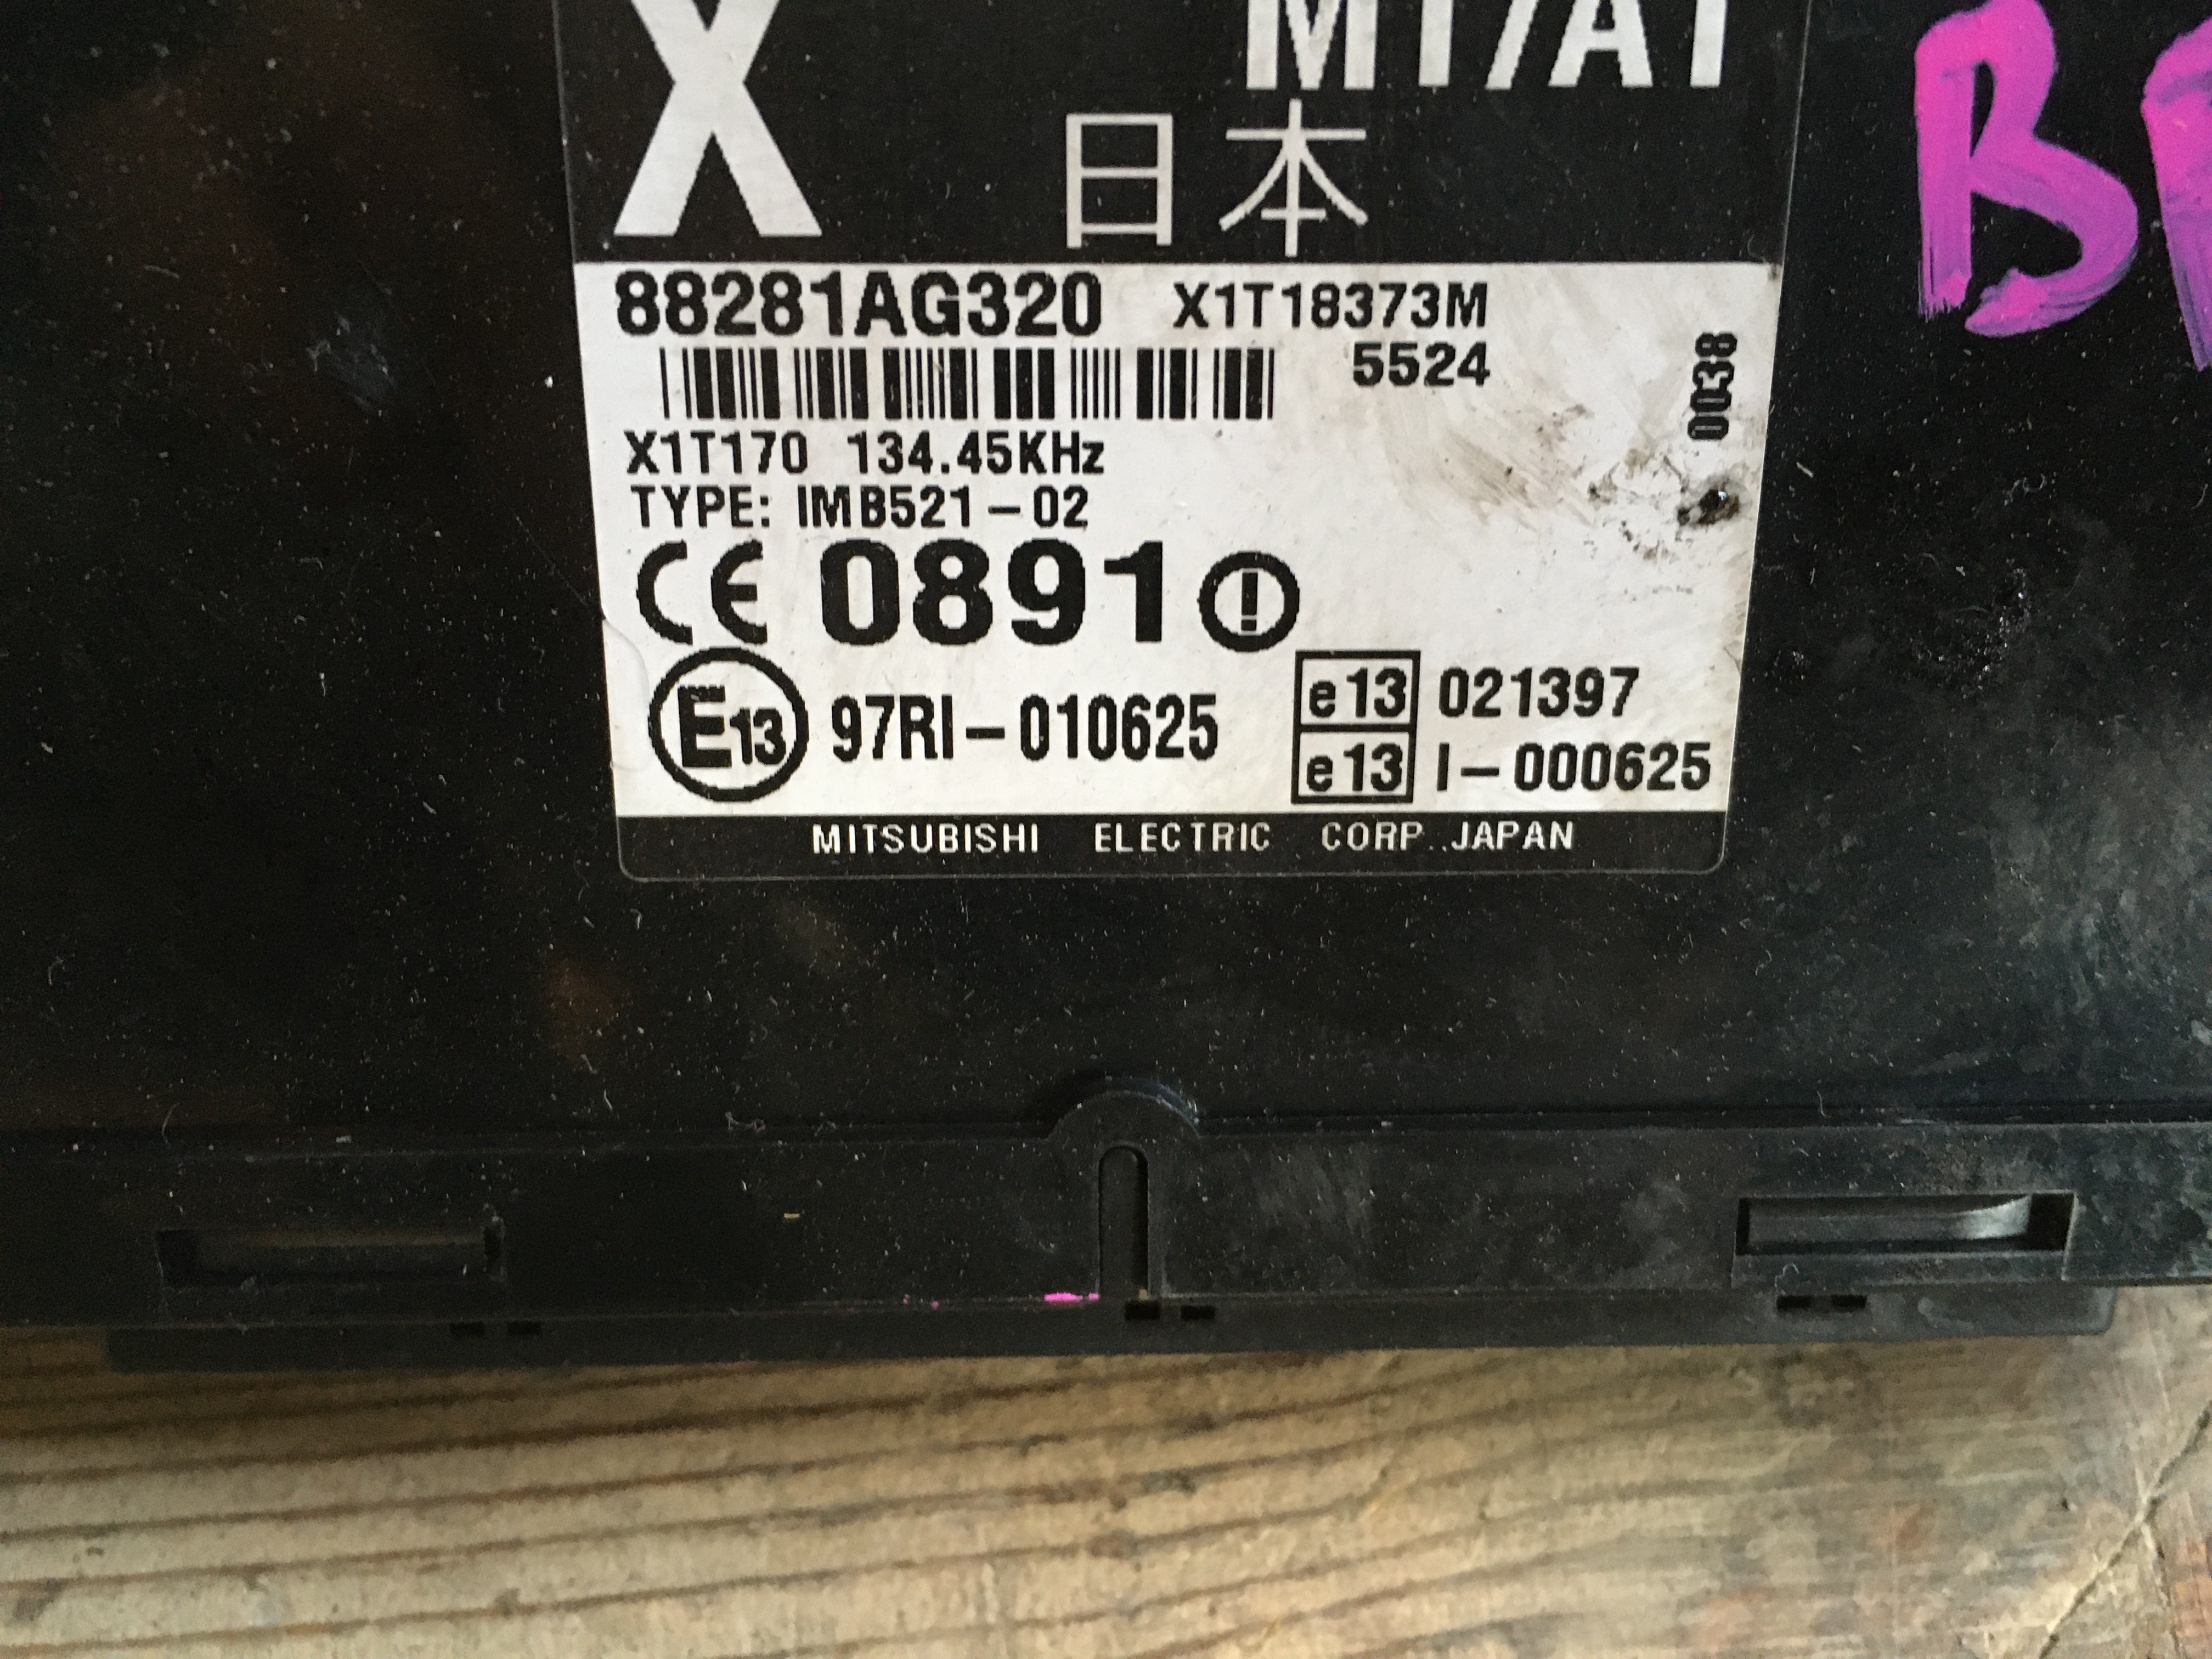 X MT/AT
日本
88281AG320 X1T18373M
5524
0038
X1T170 134.45KHz
TYPE: IMB521-02
CE 0891
E13 97RI-010625
e13 021397
e13 I-000625
MITSUBISHI ELECTRIC CORP. JAPAN
B